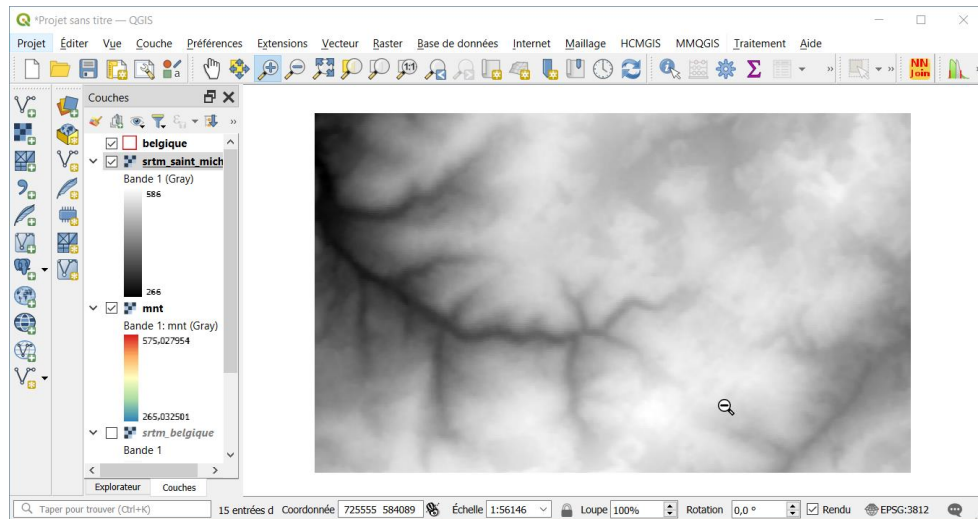 *Projet sans titre — QGIS
Projet Éditer Vue Couche Préférences Extensions Vecteur Raster Base de données Internet Maillage HCMGIS MMQGIS Traitement Aide
1:1
a
Σ
NN
Join
Couches
belgique
srtm_saint_mich
Bande 1 (Gray)
586
266
mnt
Bande 1: mnt (Gray)
575,027954
265,032501
srtm_belgique
Bande 1
Explorateur Couches
Taper pour trouver (Ctrl+K) 15 entrées d Coordonnée 725555 584089 Échelle 1:56146 Loupe 100% Rotation 0,0 ° Rendu EPSG:3812